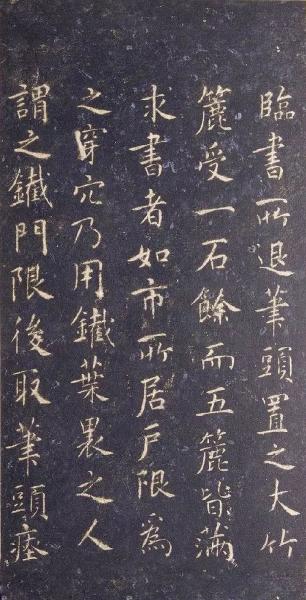 臨書所退筆頭置之大竹
簏受一石餘而五簏皆滿
求書者如市所居戶限為
之穿穴乃用鐵葉裹之人
謂之鐵門限後取筆頭瘞